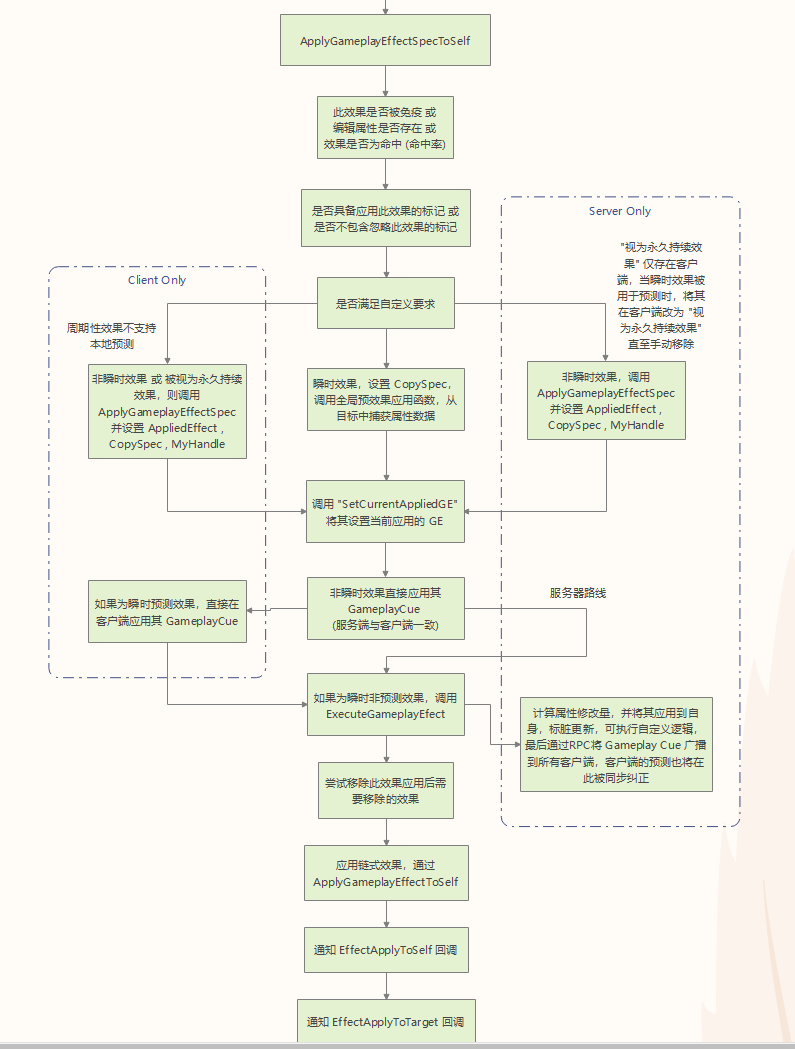 ApplyGameplayEffectSpecToSelf
此效果是否被免疫 或
编辑属性是否存在 或
效果是否为命中 (命中率)
是否具备应用此效果的标记 或
是否不包含忽略此效果的标记
Server Only
"视为永久持续效
果" 仅存在客户
端，当瞬时效果被
用于预测时，将其
在客户端改为 "视
为永久持续效果"
直至手动移除
Client Only
是否满足自定义要求
周期性效果不支持
本地预测
非瞬时效果 或 被视为永久持续
效果，则调用
ApplyGameplayEffectSpec
并设置 AppliedEffect ,
CopySpec , MyHandle
瞬时效果，设置 CopySpec，
调用全局预效果应用函数，从
目标中捕获属性数据
非瞬时效果，调用
ApplyGameplayEffectSpec
并设置 AppliedEffect ,
CopySpec , MyHandle
调用 "SetCurrentAppliedGE"
将其设置当前应用的 GE
如果为瞬时预测效果，直接在
客户端应用其 GameplayCue
非瞬时效果直接应用其
GameplayCue
(服务端与客户端一致)
服务器路线
如果为瞬时非预测效果，调用
ExecuteGameplayEfect
计算属性修改量，并将其应用到自
身，标脏更新，可执行自定义逻辑，
最后通过RPC将 Gameplay Cue 广播
到所有客户端，客户端的预测也将在
此被同步纠正
尝试移除此效果应用后需
要移除的效果
应用链式效果，通过
ApplyGameplayEffectToSelf
通知 EffectApplyToSelf 回调
通知 EffectApplyToTarget 回调